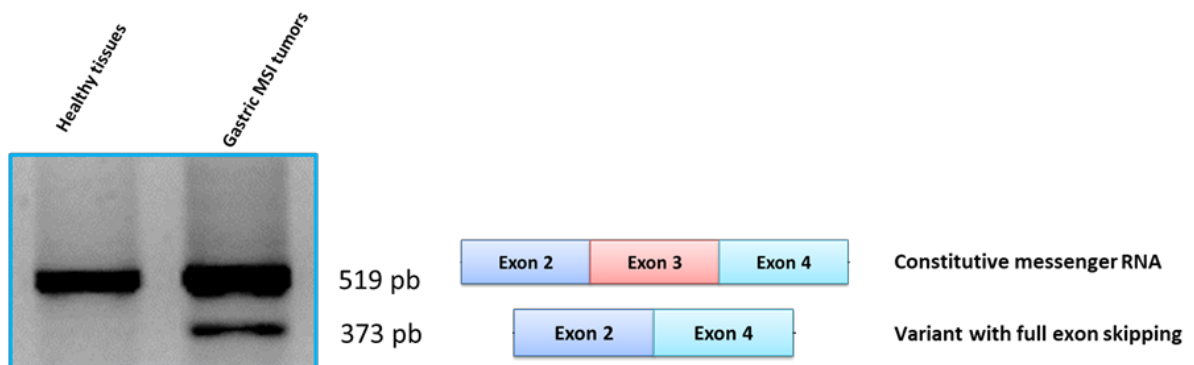 Healthy tissues
Gastric MSI tumors
519 pb
Exon 2 Exon 3 Exon 4
Constitutive messenger RNA
373 pb
Exon 2 Exon 4
Variant with full exon skipping